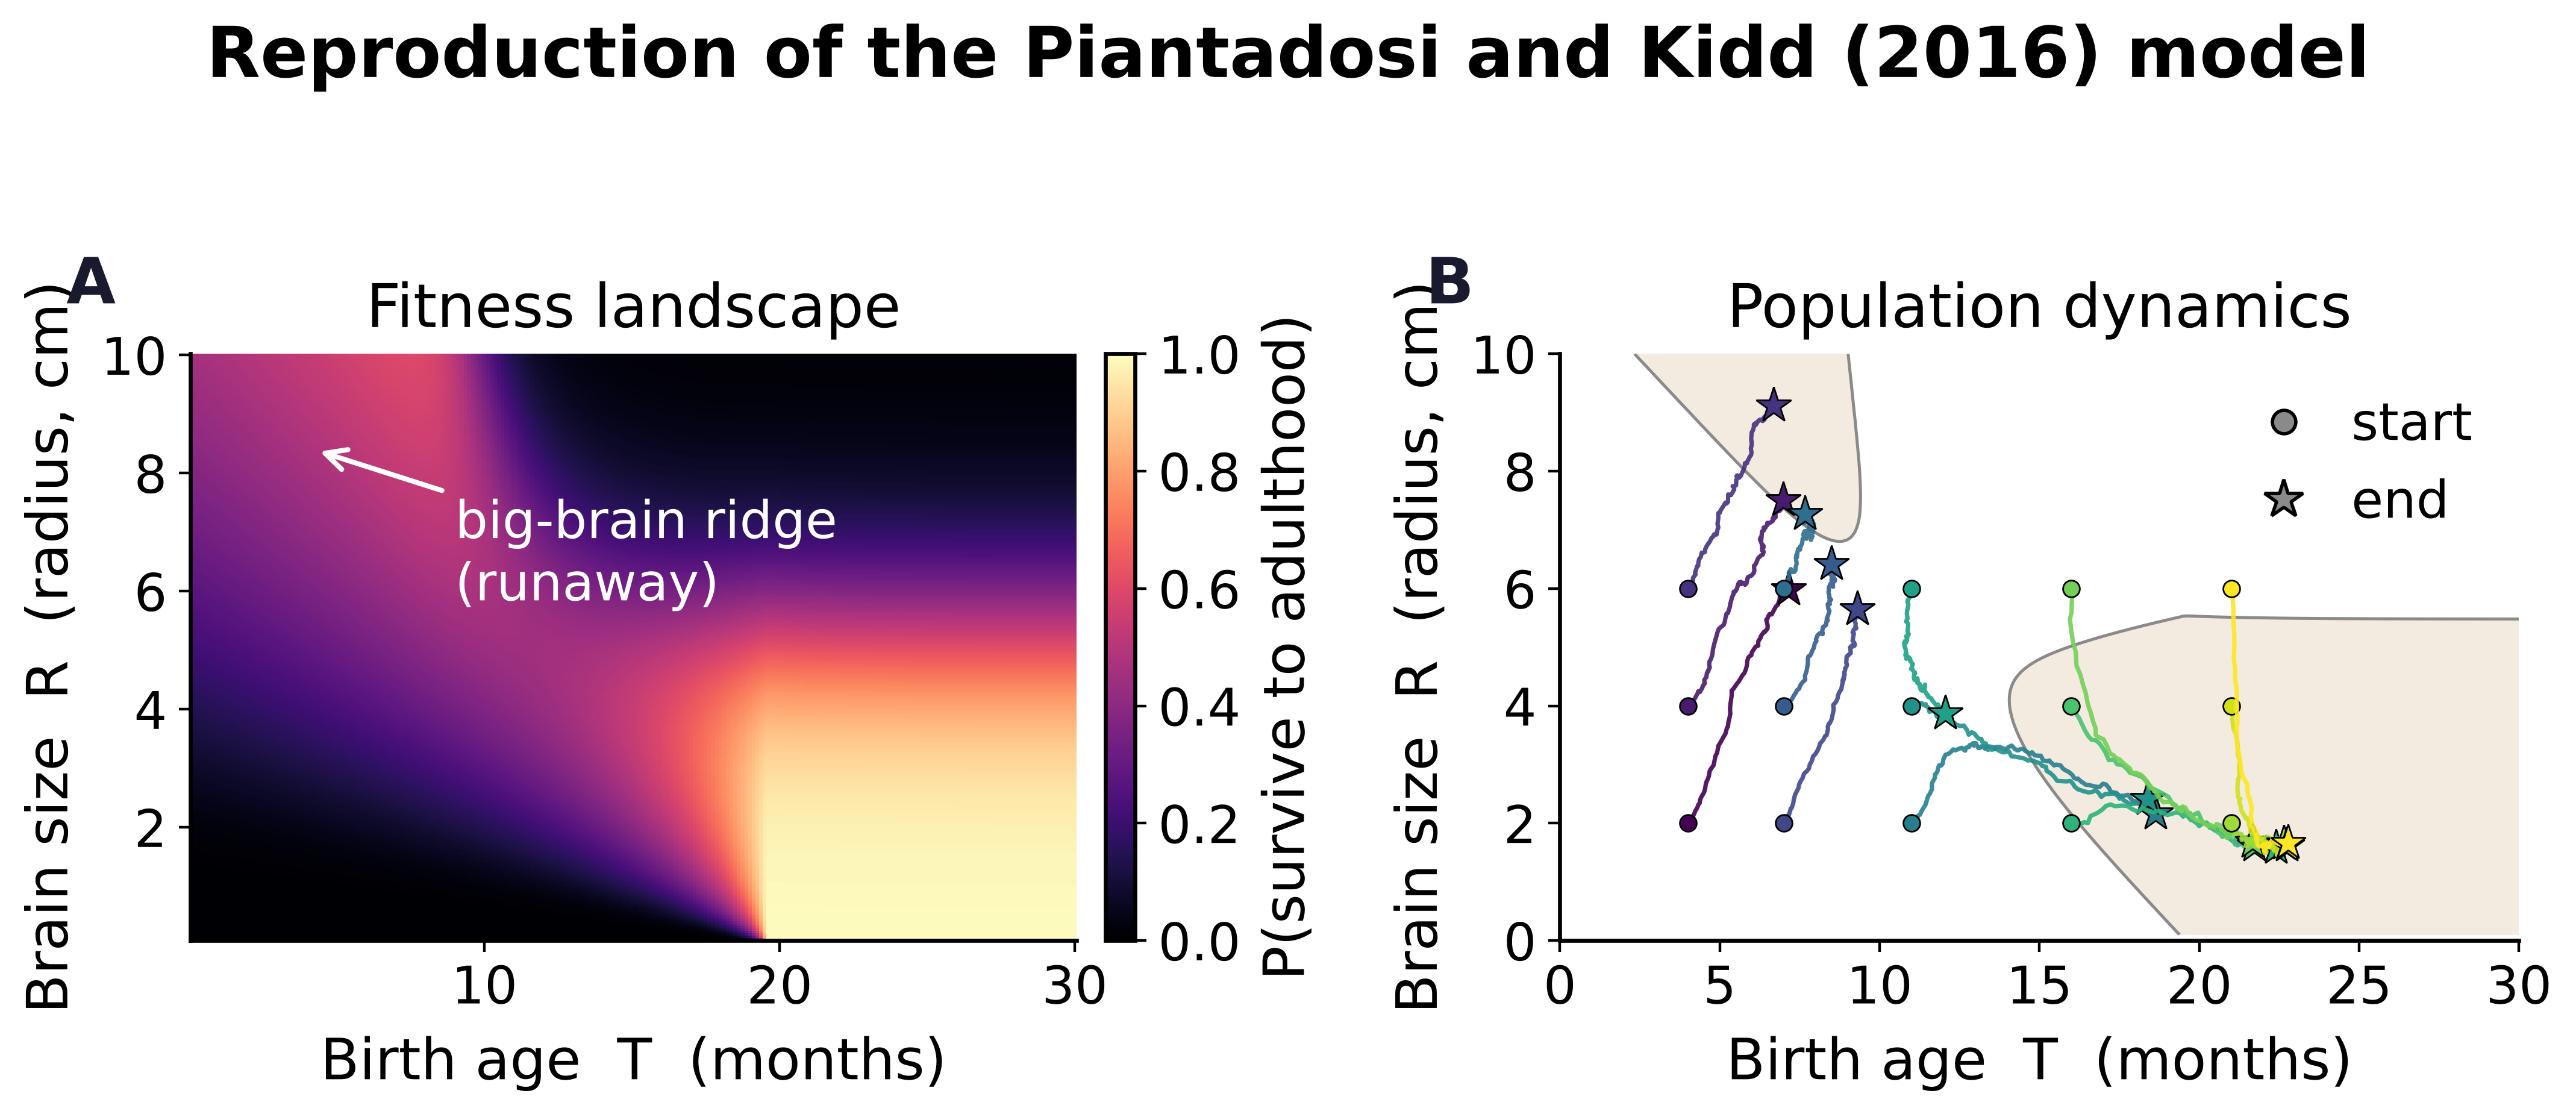 Reproduction of the Piantadosi and Kidd (2016) model
A
Fitness landscape
Brain size R (radius, cm)
10
8
6
4
2
big-brain ridge
(runaway)
10
20
30
Birth age T (months)
1.0
0.8
0.6
0.4
0.2
0.0
P(survive to adulthood)
B
Population dynamics
Brain size R (radius, cm)
10
8
6
4
2
0
start
end
0
5
10
15
20
25
30
Birth age T (months)